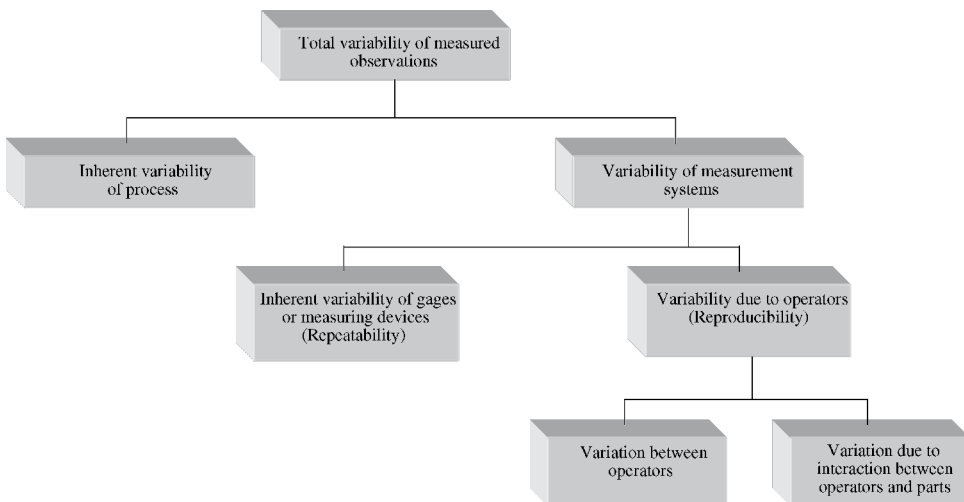 Total variability of measured
observations
Inherent variability
of process
Variability of measurement
systems
Inherent variability of gages
or measuring devices
(Repeatability)
Variability due to operators
(Reproducibility)
Variation between
operators
Variation due to
interaction between
operators and parts